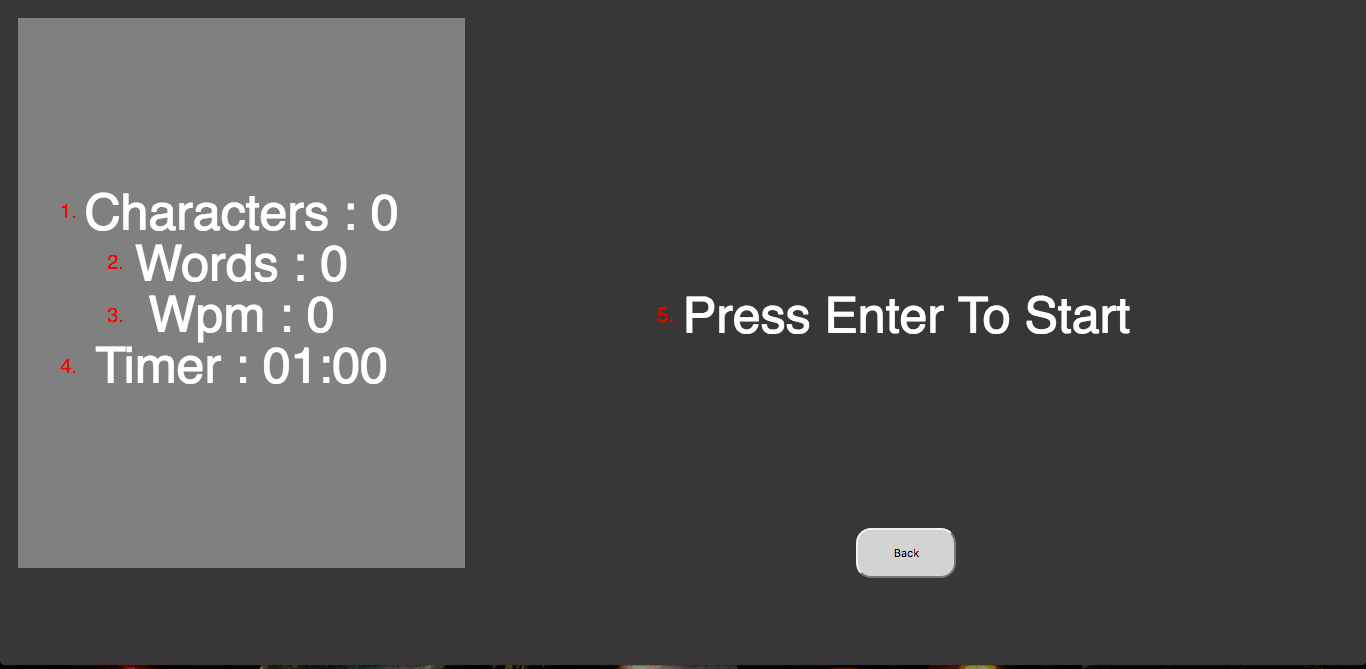 1. Characters : 0
2. Words : 0
3. Wpm : 0
4. Timer : 01:00
5. Press Enter To Start
Back